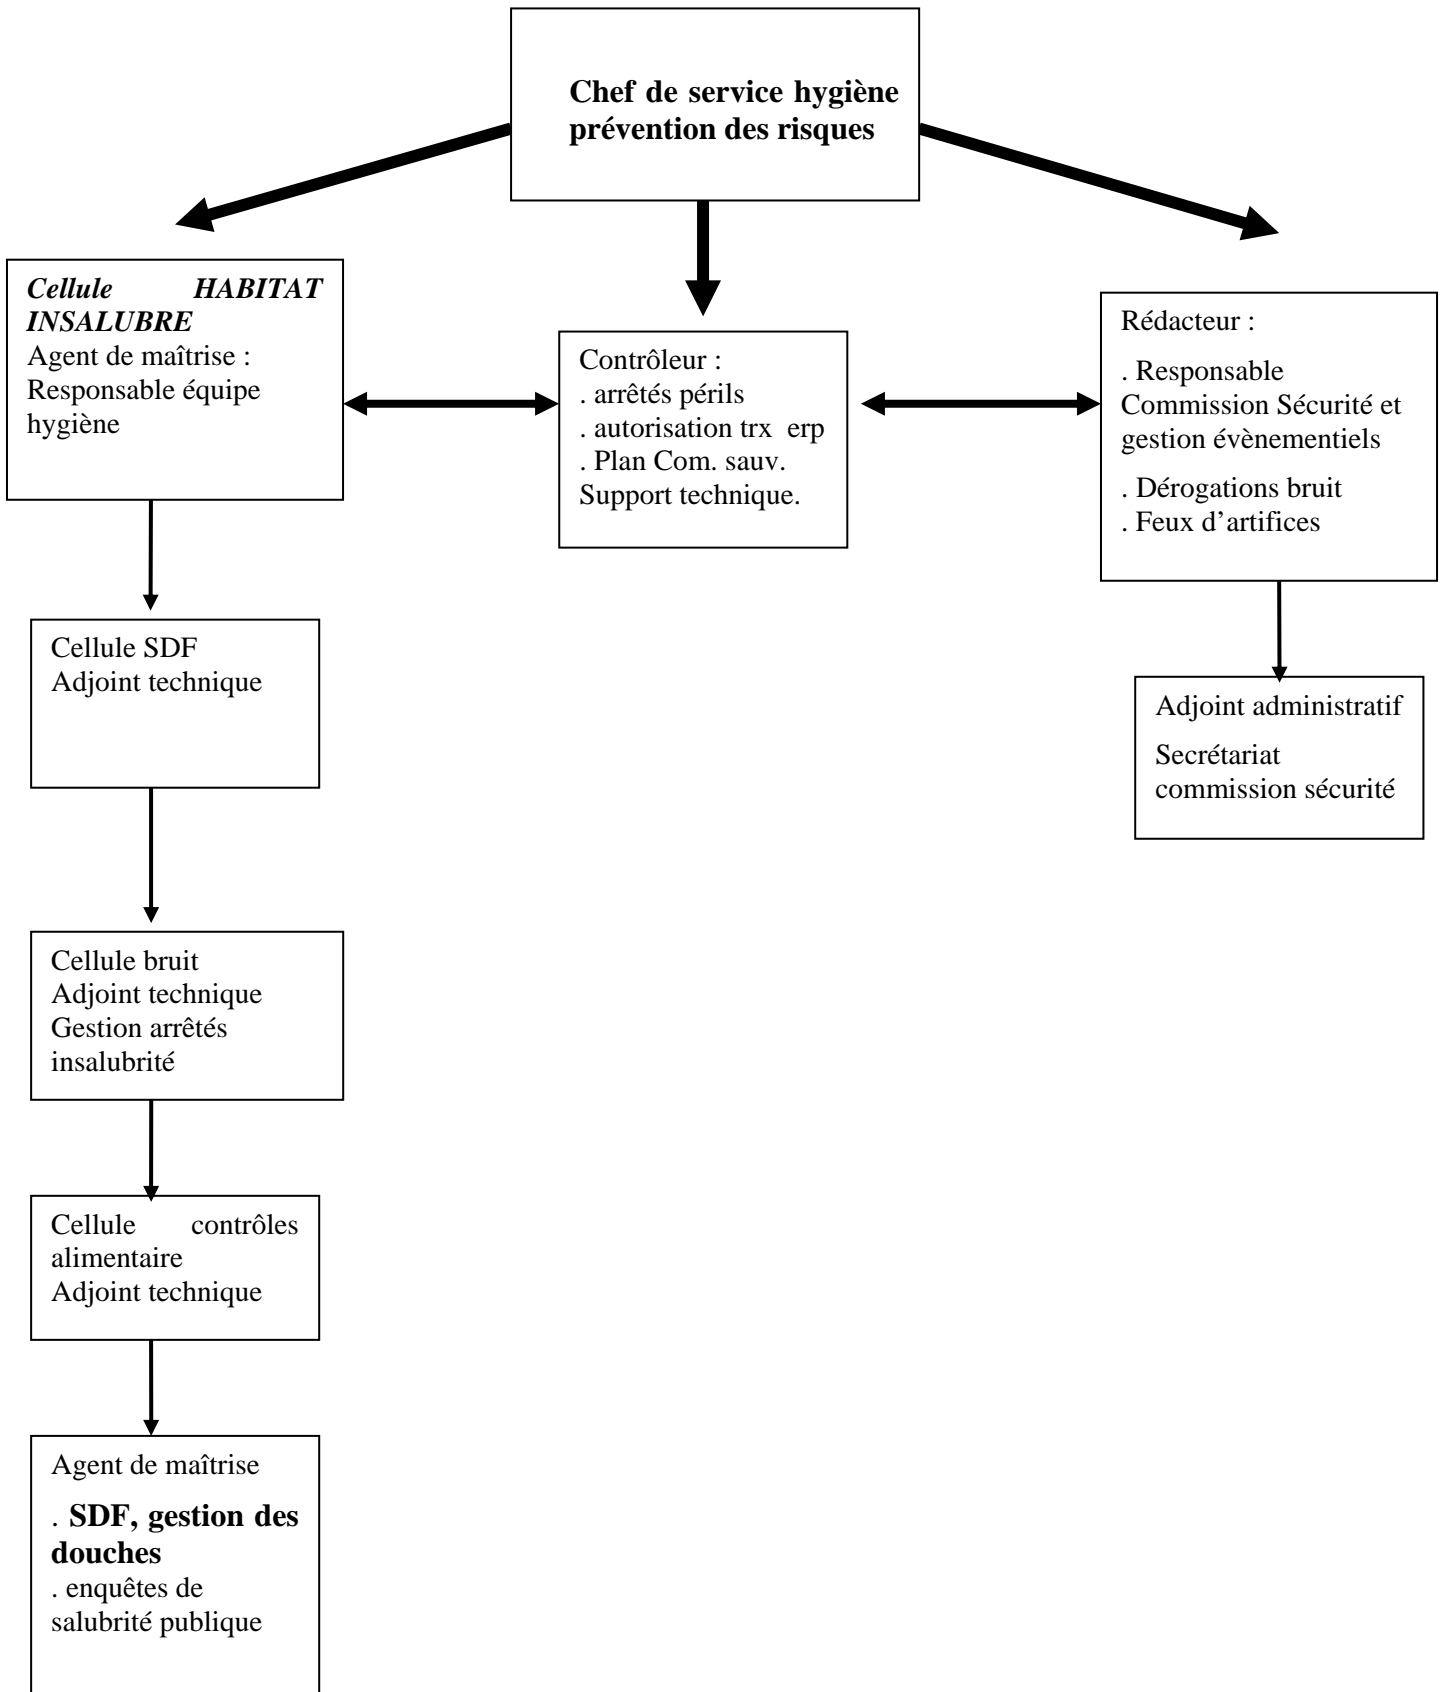 Chef de service hygiène
prévention des risques
Cellule HABITAT
INSALUBRE
Agent de maîtrise :
Responsable équipe
hygiène
Contrôleur :
. arrêtés périls
. autorisation trx erp
. Plan Com. sauv.
Support technique.
Rédacteur :
. Responsable
Commission Sécurité et
gestion évènementiels
. Dérogations bruit
. Feux d’artifices
Cellule SDF
Adjoint technique
Adjoint administratif
Secrétariat
commission sécurité
Cellule bruit
Adjoint technique
Gestion arrêtés
insalubrité
Cellule contrôles
alimentaire
Adjoint technique
Agent de maîtrise
. SDF, gestion des
douches
. enquêtes de
salubrité publique